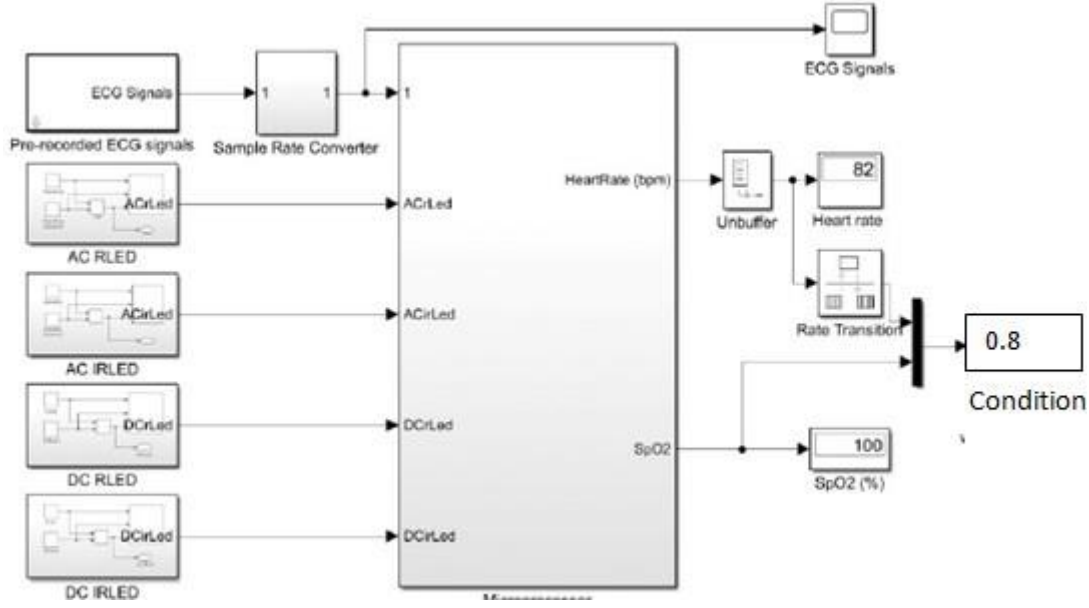 ECG Signals
ECG Signals
1
1
1
Pre-recorded ECG signals
Sample Rate Converter
HeartRate (bpm)
82
Unbuffer
Heart rate
ACrLed
ACrLed
AC RLED
Rate Transition
ACirLed
ACirLed
AC IRLED
0.8
Condition
DCrLed
DCrLed
DC RLED
SpO2
100
SpO2 (%)
DCirLed
DCirLed
DC IRLED